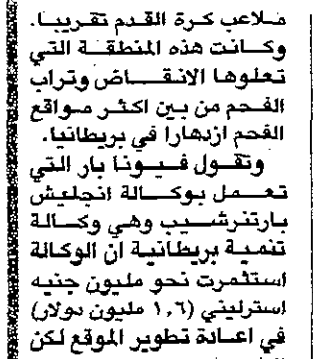 ملاعب كرة القدم تقريبا.
وكانت هذه المنطقة التي
تعلوها الانقاض وتراب
الفحم من بين اكثر مواقع
الفحم ازدهارا في بريطانيا.
وتقول فيونا بار التي
تعمل بوكالة انجليش
بارتنرشيب وهي وكالة
تنمية بريطانية ان الوكالة
استثمرت نحو مليون جنيه
استرليني (١,٦ مليون دولار)
في اعادة تطوير الموقع لكن